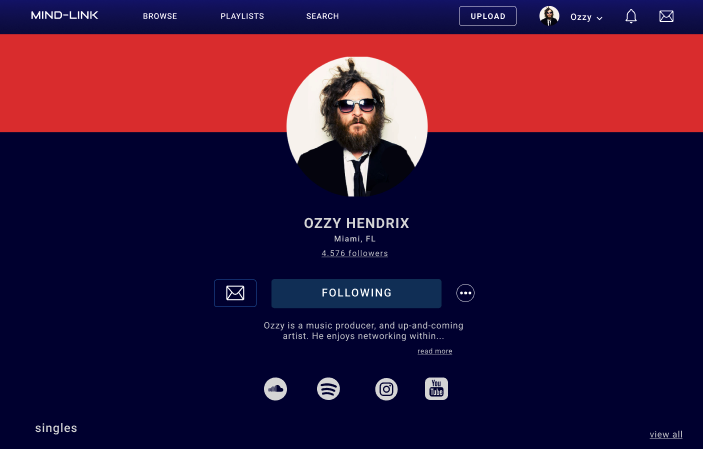 MIND-LINK
BROWSE
PLAYLISTS
SEARCH
UPLOAD
Ozzy
OZZY HENDRIX
Miami, FL
4,576 followers
FOLLOWING
Ozzy is a music producer, and up-and-coming
artist. He enjoys networking within...
read more
You
Tube
singles
view all